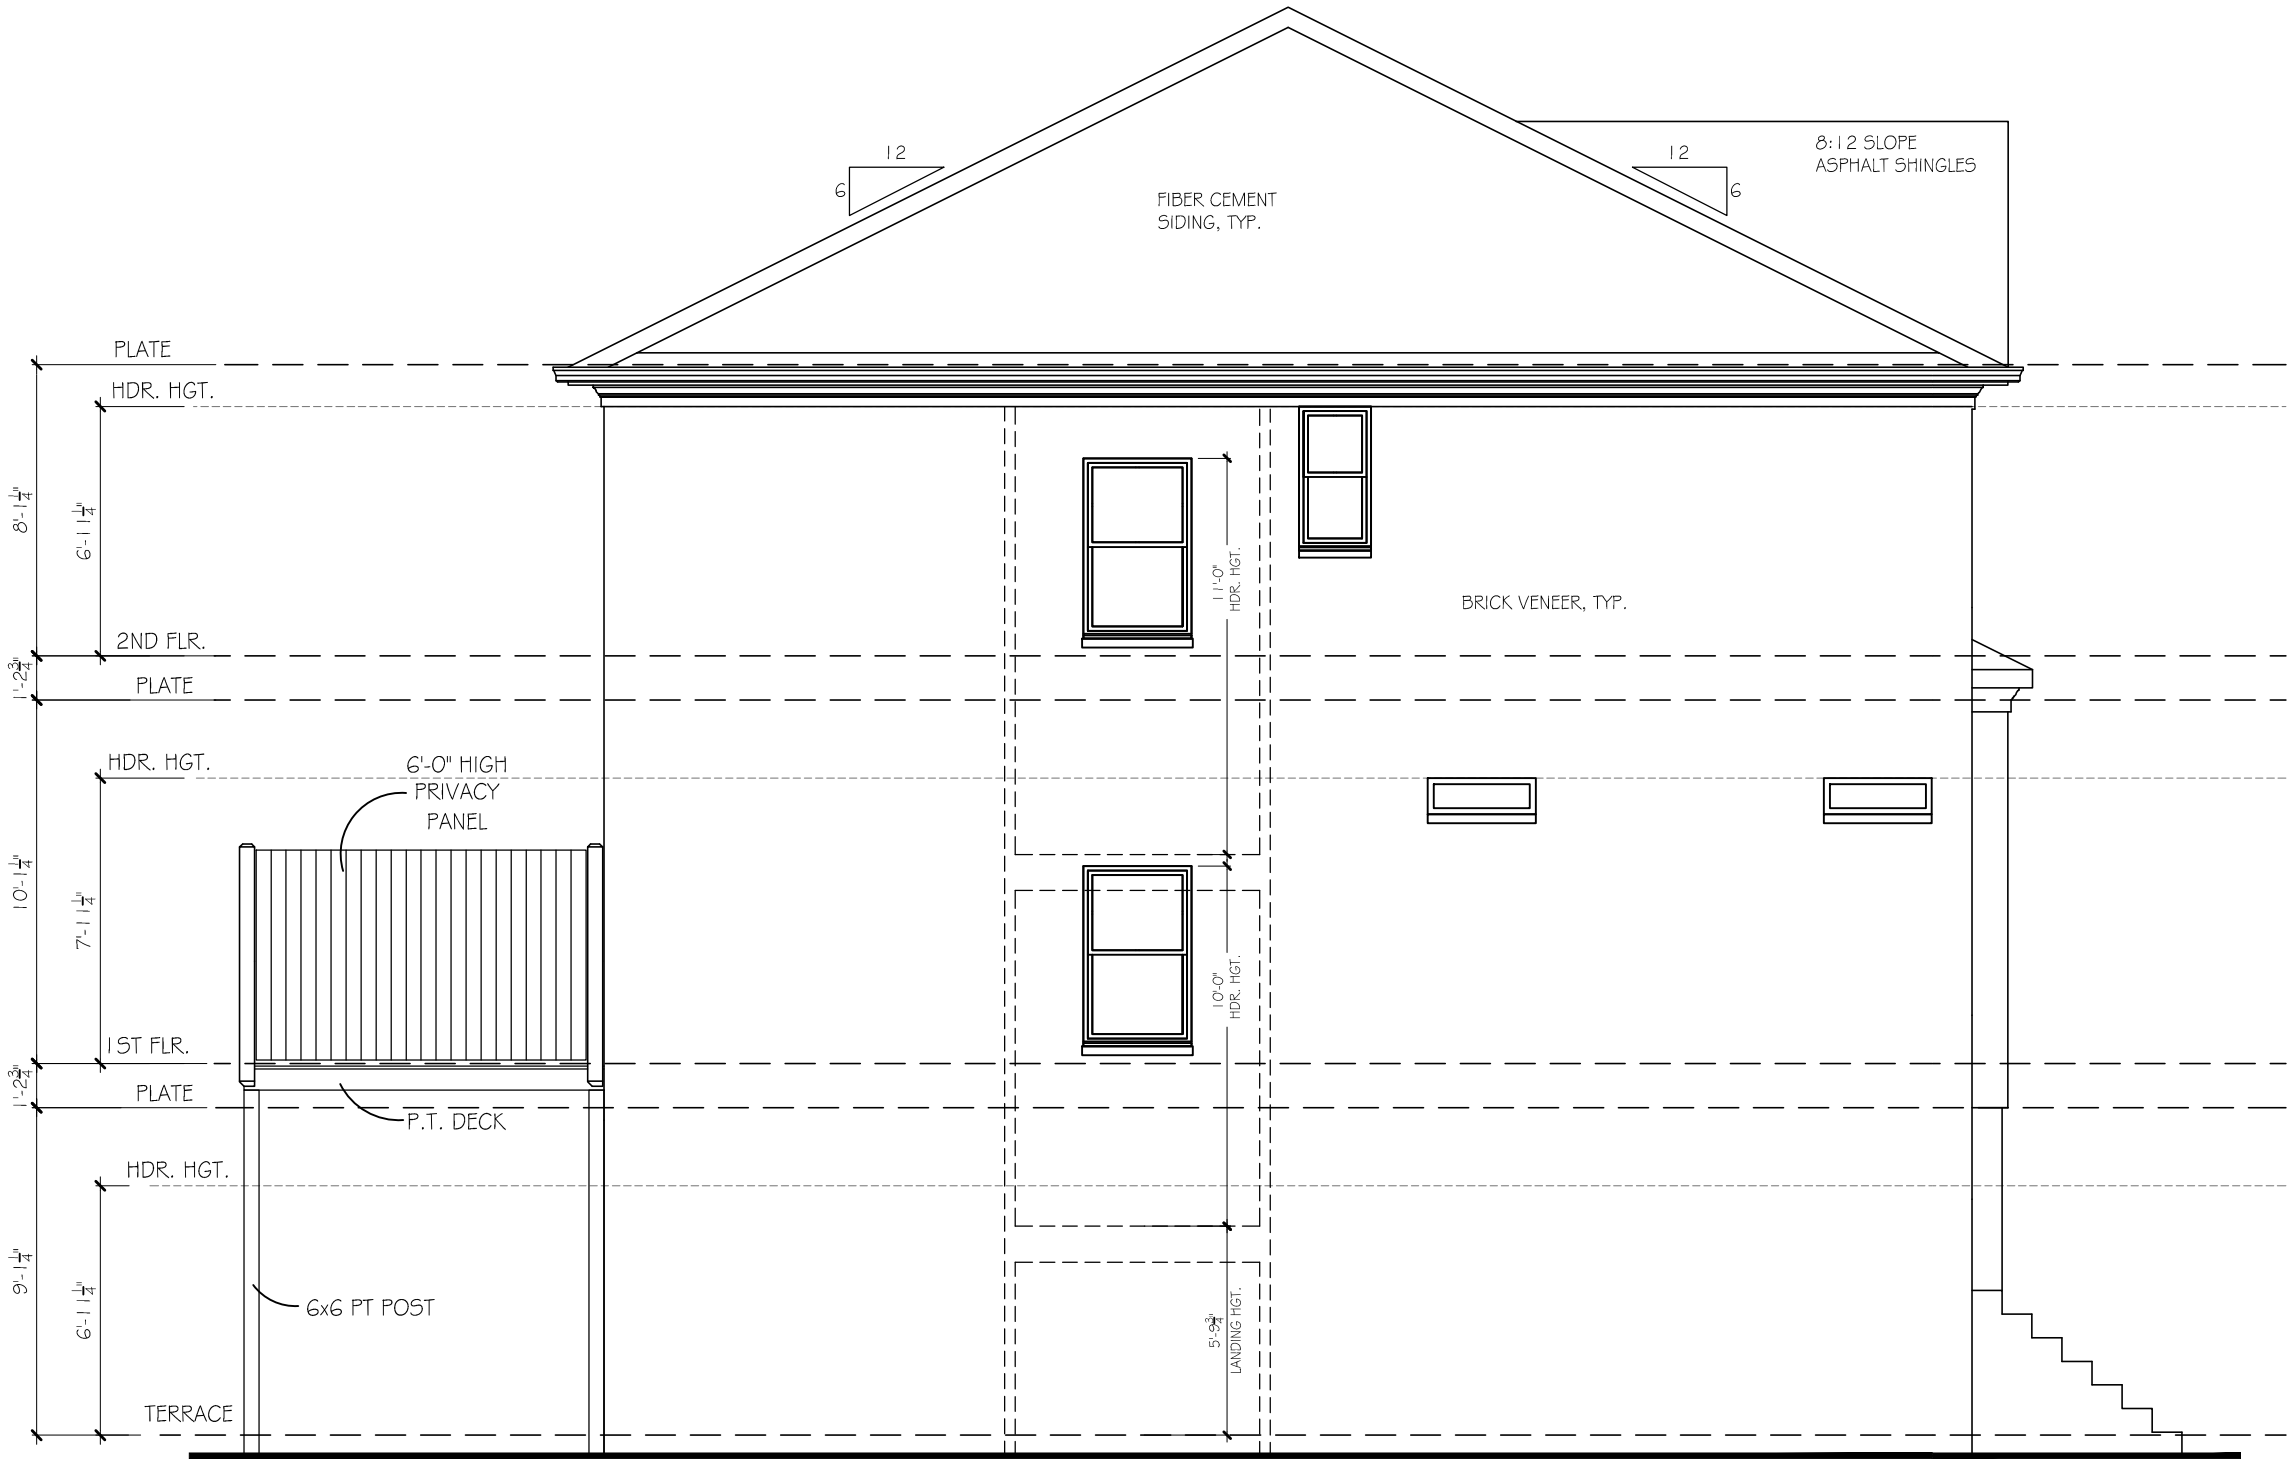 12
6
12
6
8:12 SLOPE
ASPHALT SHINGLES
FIBER CEMENT
SIDING, TYP.
PLATE
HDR. HGT.
8'-1 1/4"
6'-11 1/4"
11'-0"
HDR. HGT.
BRICK VENEER, TYP.
2ND FLR.
1'-2 3/4"
PLATE
HDR. HGT.
6'-0" HIGH
PRIVACY
PANEL
10'-1 1/4"
7'-11 1/4"
10'-0"
HDR. HGT.
1ST FLR.
1'-2 3/4"
PLATE
P.T. DECK
HDR. HGT.
9'-1 1/4"
6'-11 1/4"
6x6 PT POST
5'-9 3/4"
LANDING HGT.
TERRACE